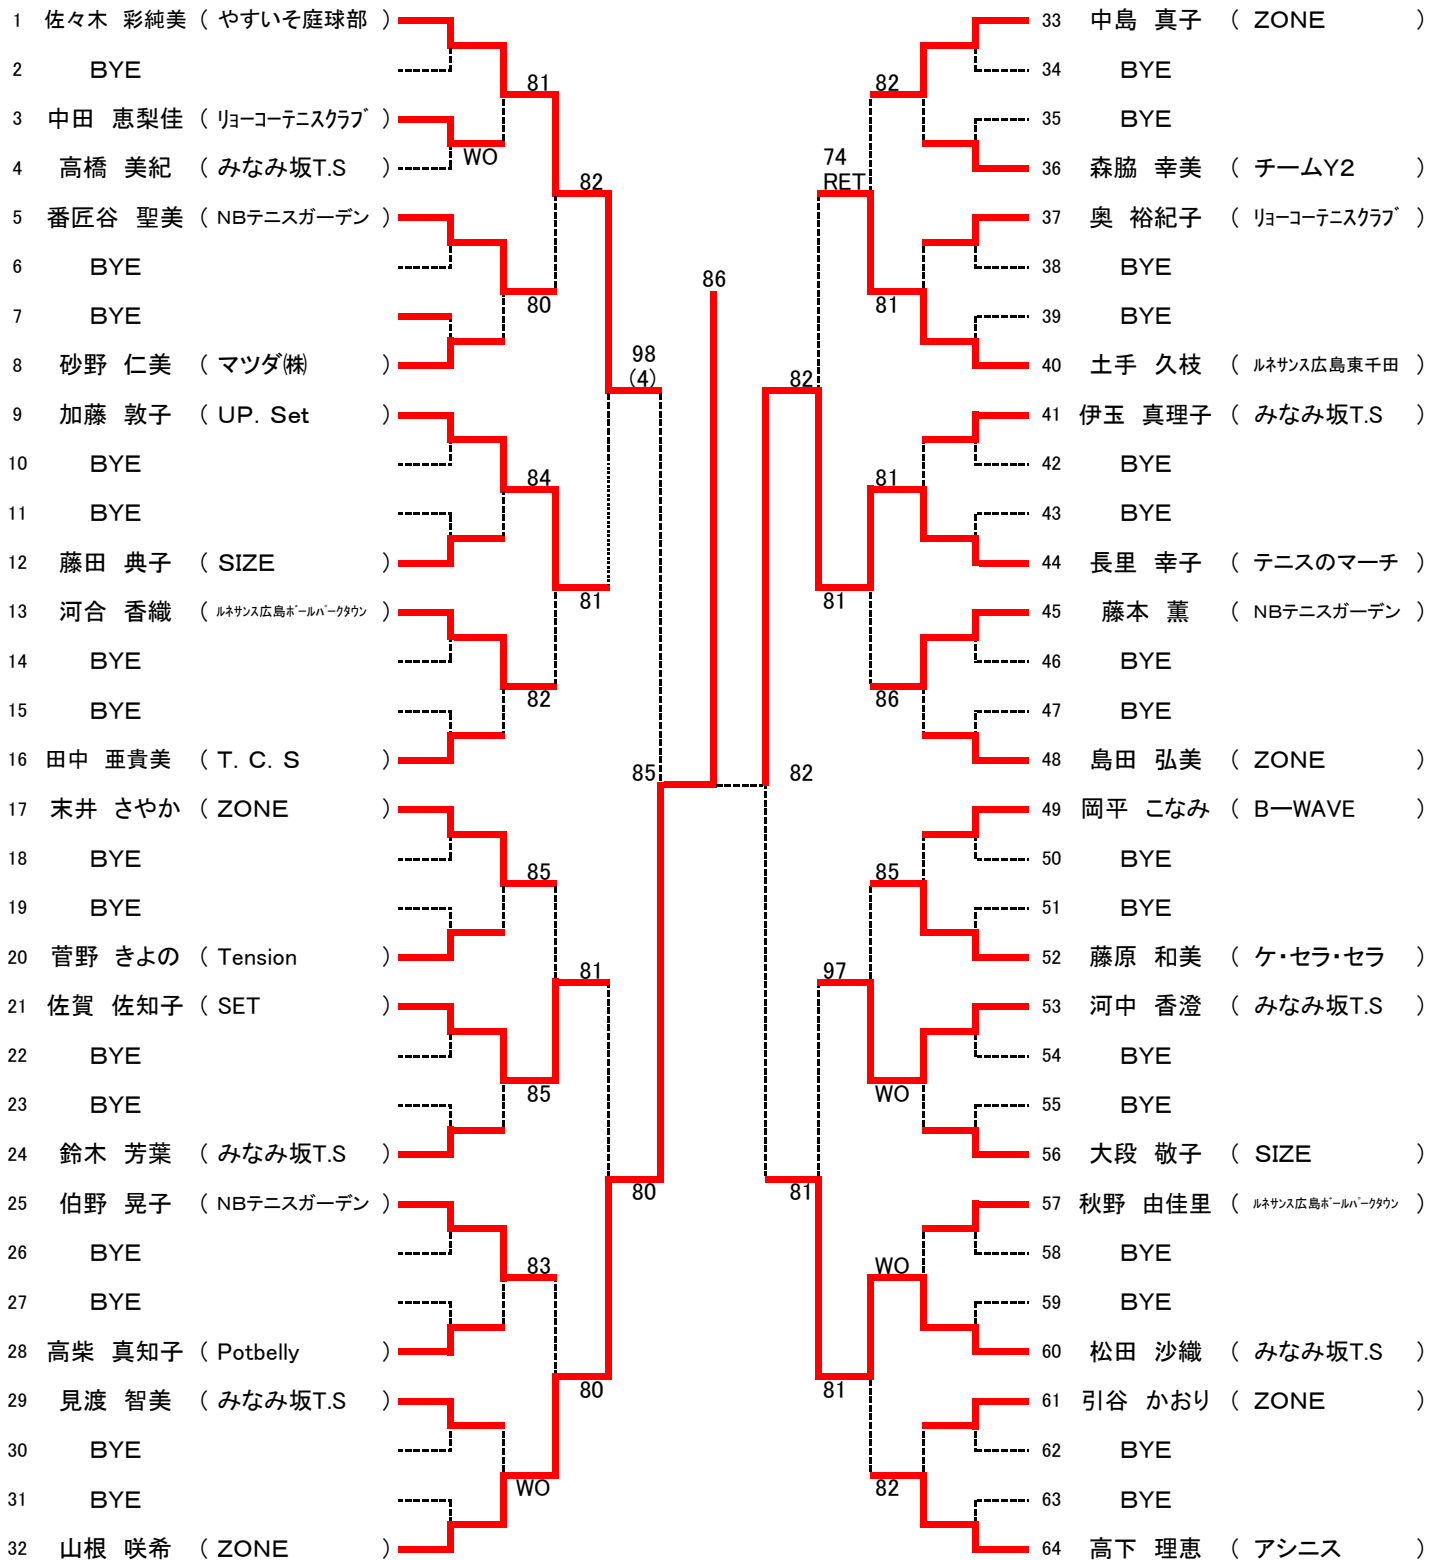 1 佐々木 彩純美 ( やすいそ庭球部 )
2 BYE
81
3 中田 恵梨佳 ( リョーコーテニスクラブ )
WO
4 高橋 美紀 ( みなみ坂T.S )
82
5 番匠谷 聖美 ( NBテニスガーデン )
6 BYE
80
7 BYE
8 砂野 仁美 ( マツダ㈱ )
98
(4)
9 加藤 敦子 ( UP. Set )
10 BYE
84
11 BYE
12 藤田 典子 ( SIZE )
81
13 河合 香織 ( ルネサンス広島ボールパークタウン )
14 BYE
82
15 BYE
16 田中 亜貴美 ( T. C. S )
85
17 末井 さやか ( ZONE )
18 BYE
85
19 BYE
20 菅野 きよの ( Tension )
81
21 佐賀 佐知子 ( SET )
22 BYE
85
23 BYE
24 鈴木 芳葉 ( みなみ坂T.S )
80
25 伯野 晃子 ( NBテニスガーデン )
26 BYE
83
27 BYE
28 高柴 真知子 ( Potbelly )
80
29 見渡 智美 ( みなみ坂T.S )
30 BYE
WO
31 BYE
32 山根 咲希 ( ZONE )
86
33 中島 真子 ( ZONE )
34 BYE
82
35 BYE
74
RET
36 森脇 幸美 ( チームY2 )
37 奥 裕紀子 ( リョーコーテニスクラブ )
38 BYE
81
39 BYE
40 土手 久枝 ( ルネサンス広島東千田 )
82
41 伊玉 真理子 ( みなみ坂T.S )
42 BYE
81
43 BYE
44 長里 幸子 ( テニスのマーチ )
81
45 藤本 薫 ( NBテニスガーデン )
46 BYE
86
47 BYE
48 島田 弘美 ( ZONE )
82
49 岡平 こなみ ( BーWAVE )
50 BYE
85
51 BYE
52 藤原 和美 ( ケ・セラ・セラ )
97
53 河中 香澄 ( みなみ坂T.S )
54 BYE
WO
55 BYE
56 大段 敬子 ( SIZE )
81
57 秋野 由佳里 ( ルネサンス広島ボールパークタウン )
58 BYE
WO
59 BYE
60 松田 沙織 ( みなみ坂T.S )
81
61 引谷 かおり ( ZONE )
62 BYE
82
63 BYE
64 高下 理恵 ( アシニス )